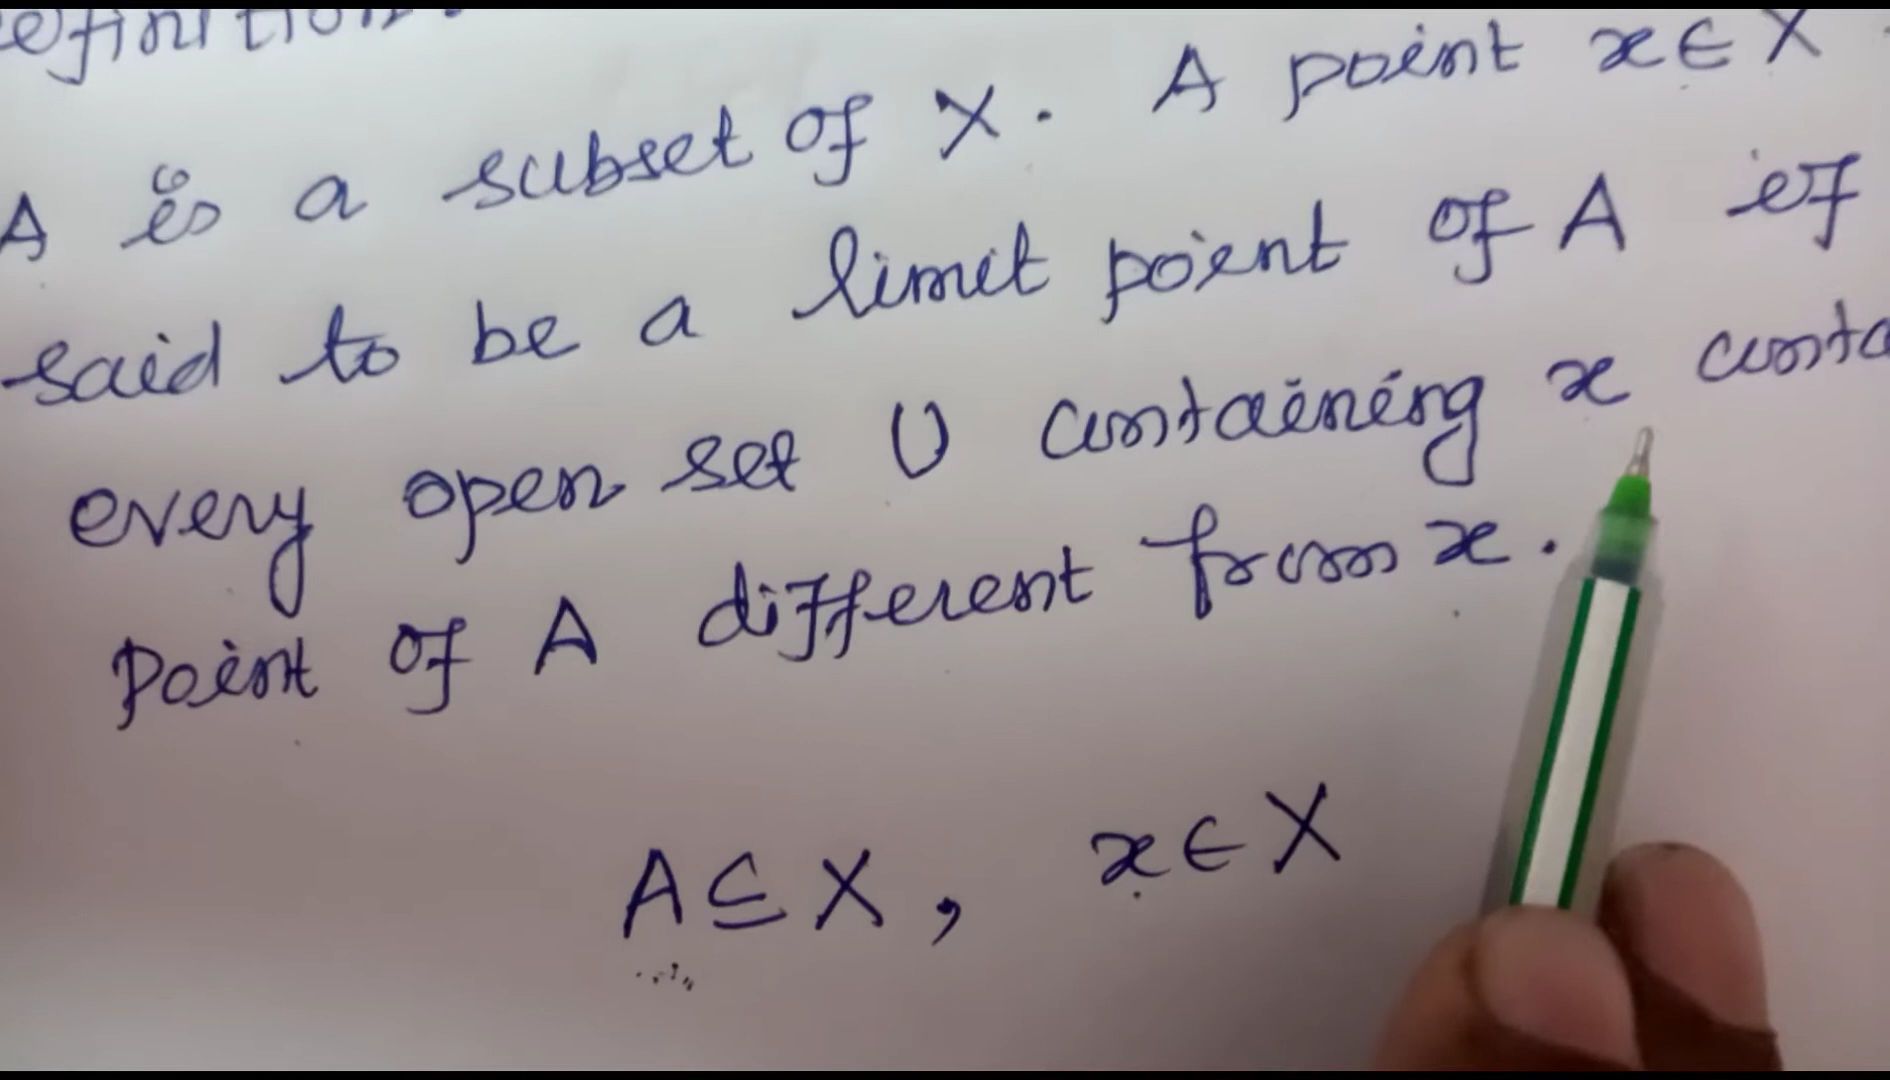 efinition.
A is a subset of X. A point x∈X
said to be a limit point of A if
every open set U containing x conta
Point of A different from x.
A⊆X, x∈X